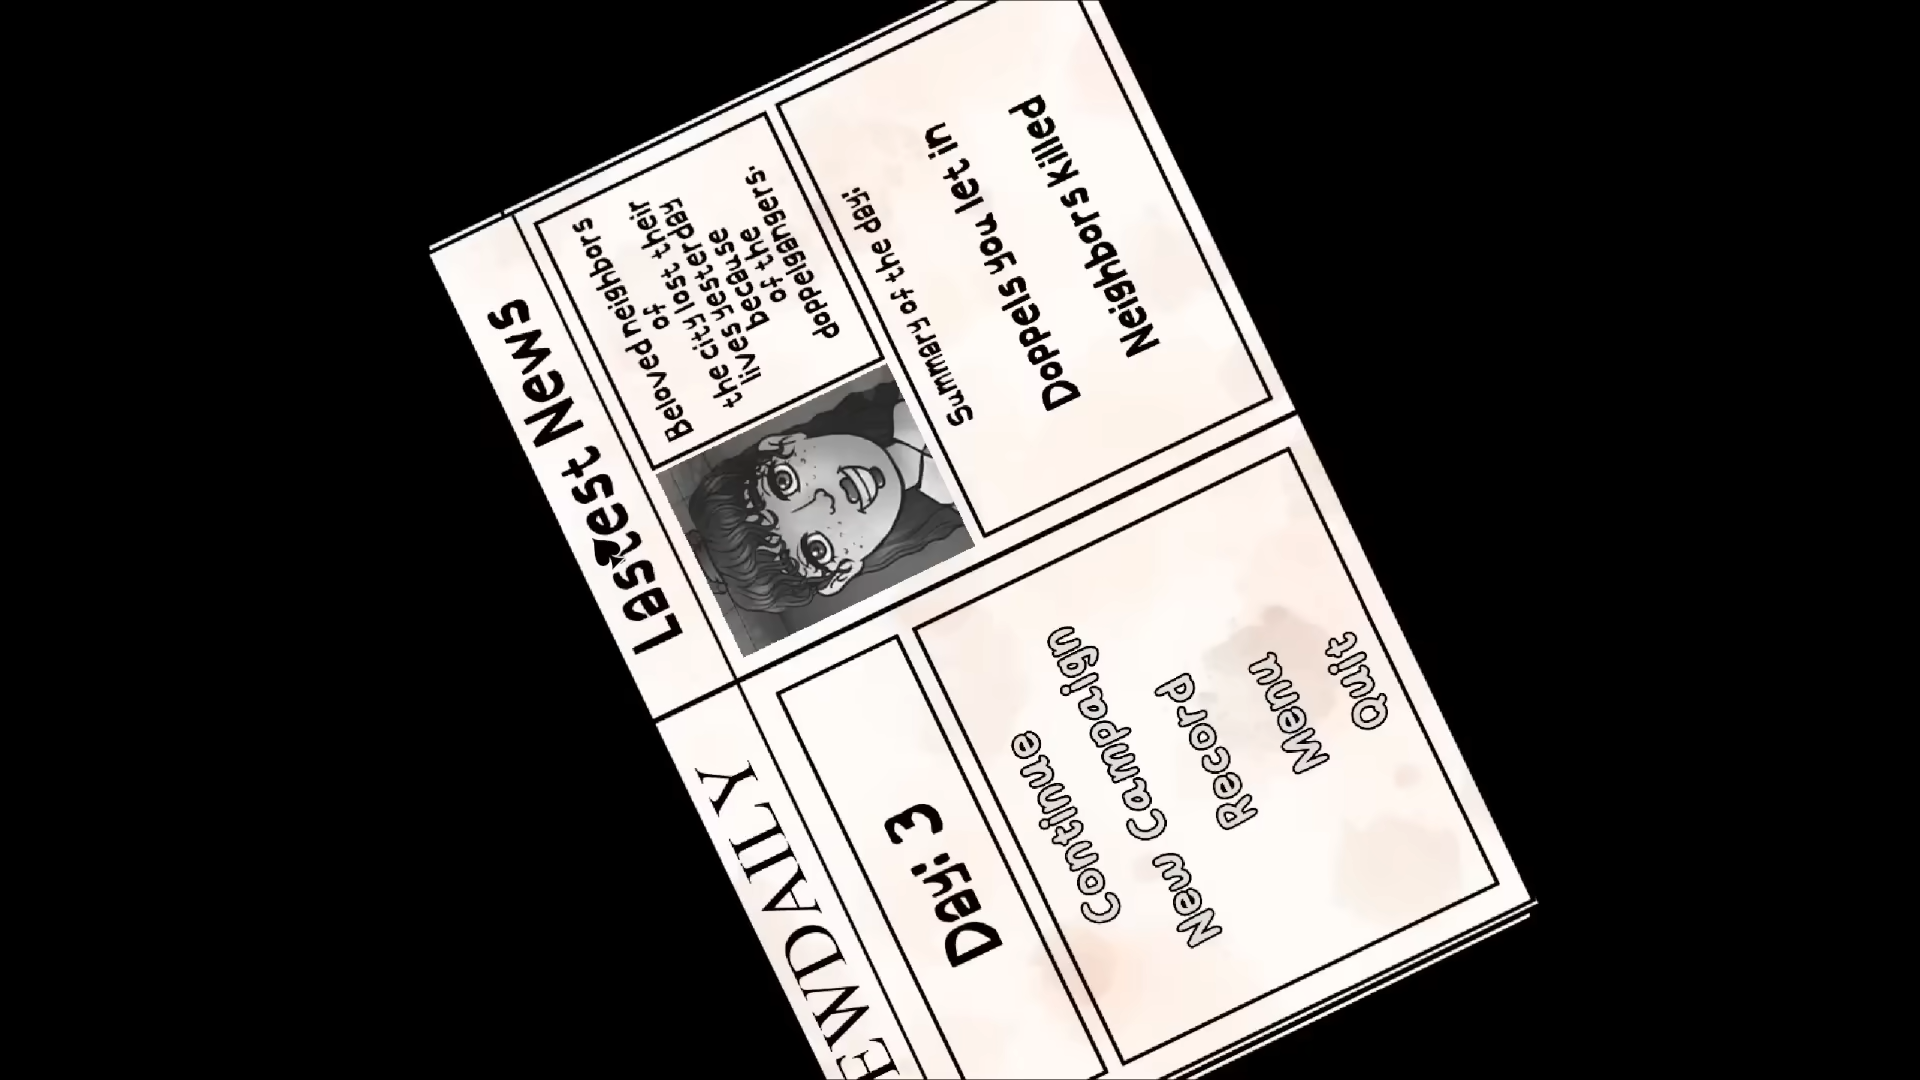 EWDAILY
Day: 3
Continue
New Campaign
Record
Menu
Quit
Lastest News
Beloved neighbors
of
the city lost their
lives yesterday
because
of the
doppelgangers.
Summary of the day:
Doppels you let in
Neighbors killed